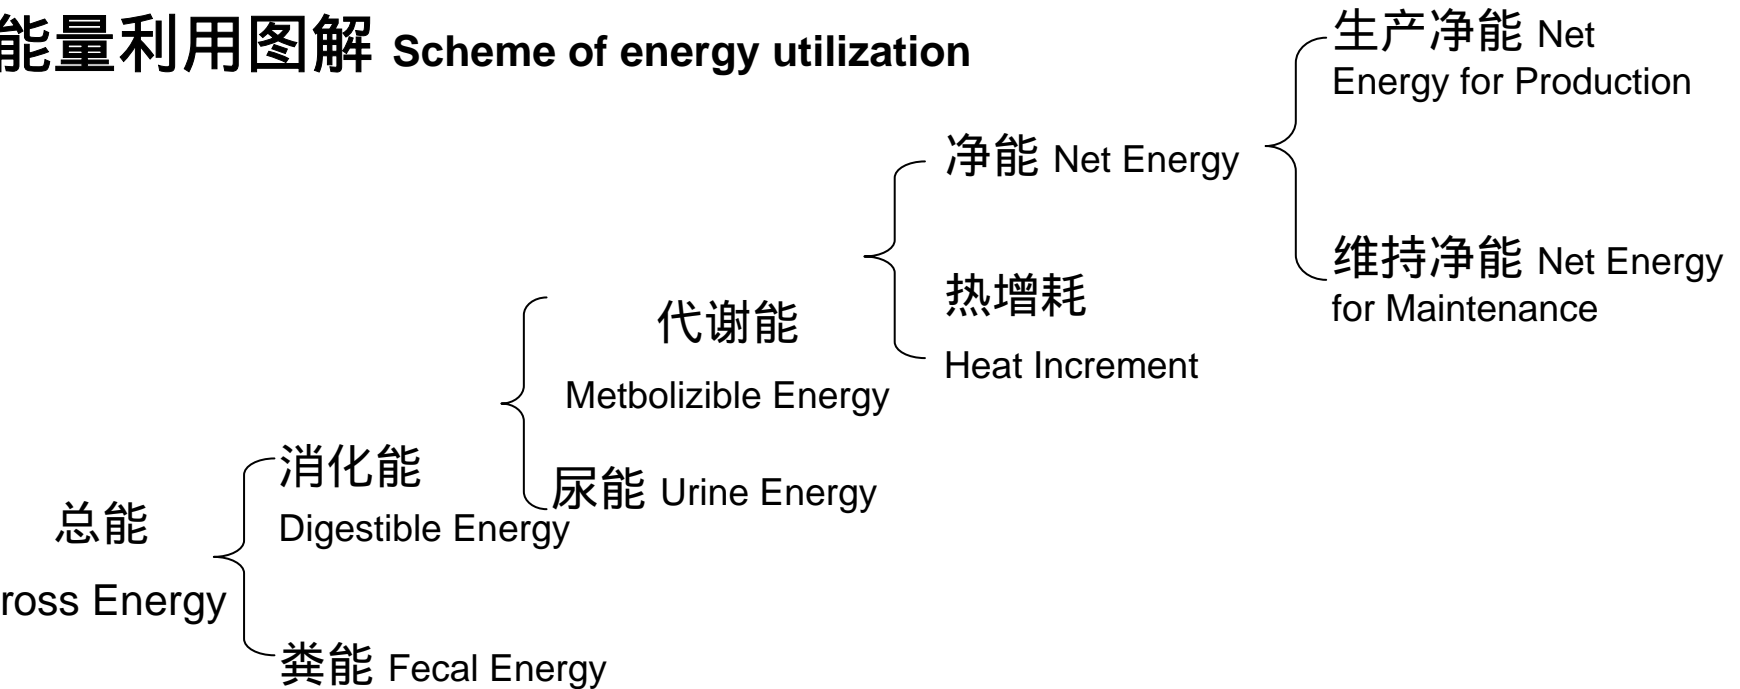 能量利用图解 Scheme of energy utilization
生产净能 Net
Energy for Production
净能 Net Energy
维持净能 Net Energy
for Maintenance
热增耗
Heat Increment
代谢能
Metbolizible Energy
尿能 Urine Energy
消化能
Digestible Energy
总能
ross Energy
粪能 Fecal Energy